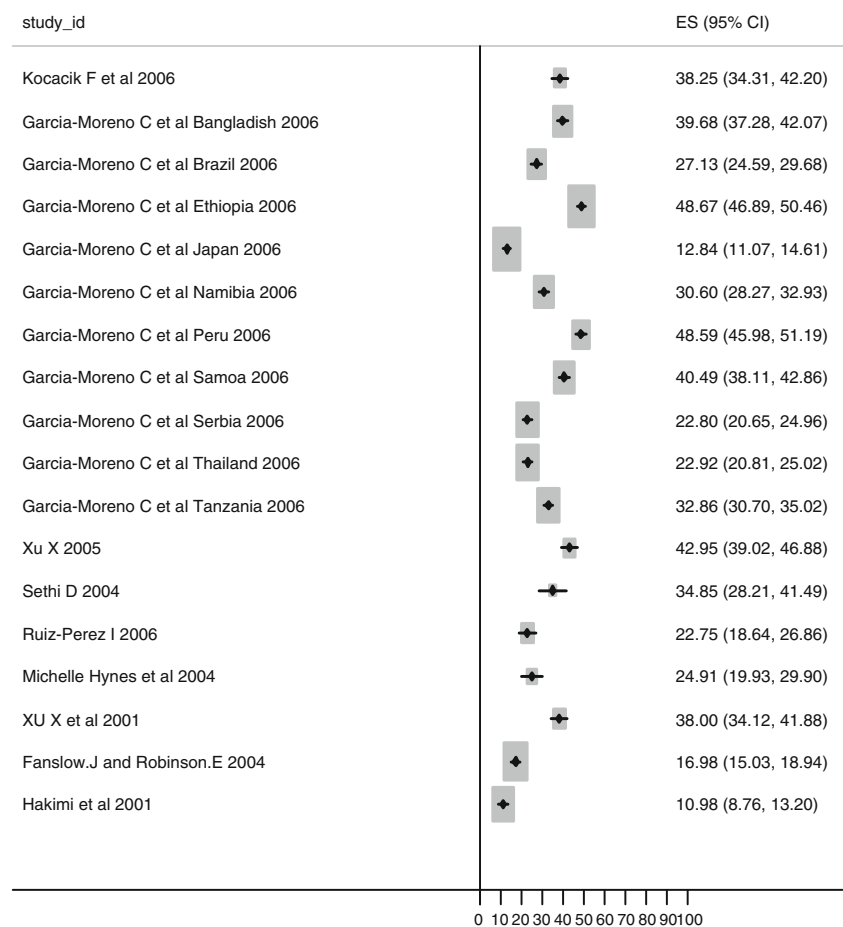 study_id ES (95% CI)
Kocacik F et al 2006 38.25 (34.31, 42.20)
Garcia-Moreno C et al Bangladish 2006 39.68 (37.28, 42.07)
Garcia-Moreno C et al Brazil 2006 27.13 (24.59, 29.68)
Garcia-Moreno C et al Ethiopia 2006 48.67 (46.89, 50.46)
Garcia-Moreno C et al Japan 2006 12.84 (11.07, 14.61)
Garcia-Moreno C et al Namibia 2006 30.60 (28.27, 32.93)
Garcia-Moreno C et al Peru 2006 48.59 (45.98, 51.19)
Garcia-Moreno C et al Samoa 2006 40.49 (38.11, 42.86)
Garcia-Moreno C et al Serbia 2006 22.80 (20.65, 24.96)
Garcia-Moreno C et al Thailand 2006 22.92 (20.81, 25.02)
Garcia-Moreno C et al Tanzania 2006 32.86 (30.70, 35.02)
Xu X 2005 42.95 (39.02, 46.88)
Sethi D 2004 34.85 (28.21, 41.49)
Ruiz-Perez I 2006 22.75 (18.64, 26.86)
Michelle Hynes et al 2004 24.91 (19.93, 29.90)
XU X et al 2001 38.00 (34.12, 41.88)
Fanslow.J and Robinson.E 2004 16.98 (15.03, 18.94)
Hakimi et al 2001 10.98 (8.76, 13.20)
0 10 20 30 40 50 60 70 80 90 100